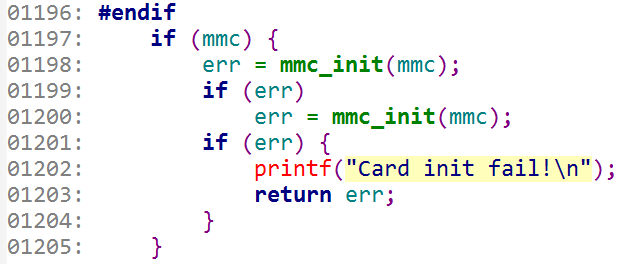 01196: #endif
01197:     if (mmc) {
01198:         err = mmc_init(mmc);
01199:         if (err)
01200:             err = mmc_init(mmc);
01201:         if (err) {
01202:             printf("Card init fail!\n");
01203:             return err;
01204:         }
01205:     }